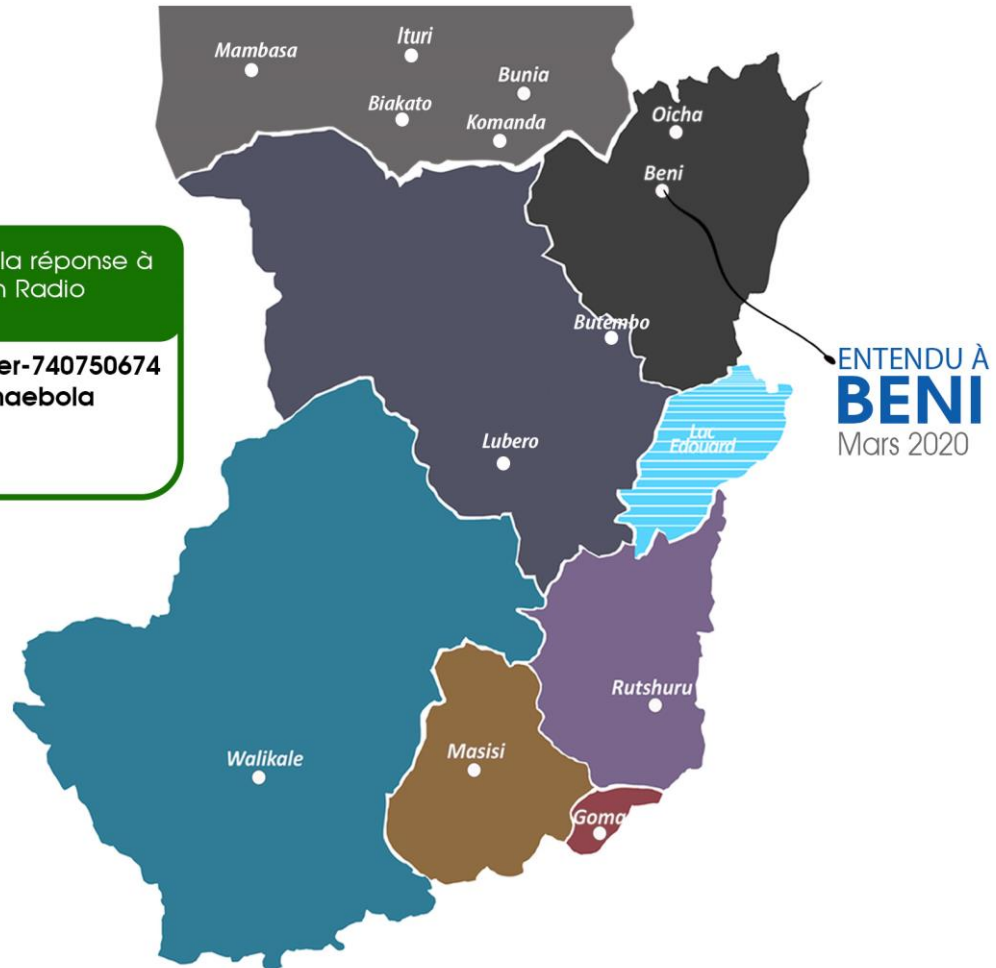 Mambasa
Ituri
Bunia
Biakato
Komanda
Oicha
Beni
la réponse à
Radio
er-740750674
aebola
Butembo
ENTENDU À
BENI
Mars 2020
Lac
Edouard
Lubero
Rutshuru
Walikale
Masisi
Goma